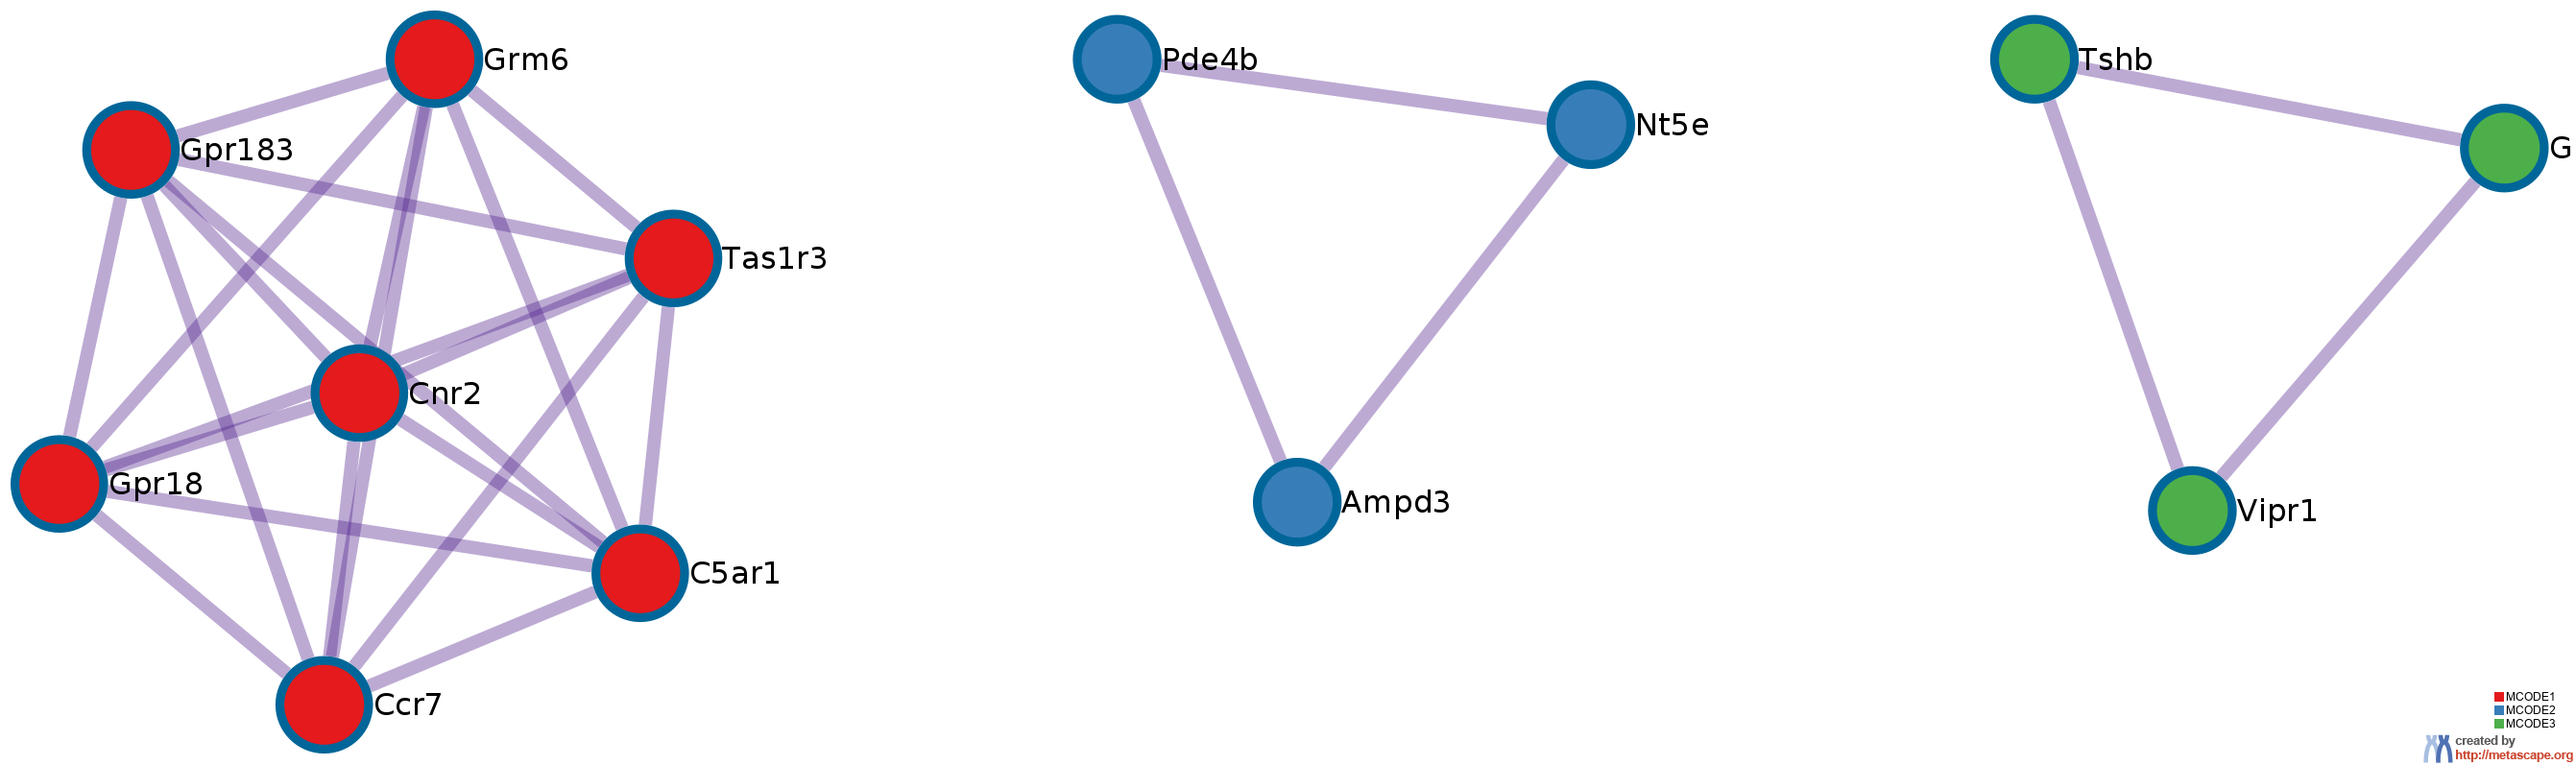 Grm6
Pde4b
Tshb
Nt5e
Gpr183
G
Tas1r3
Cnr2
Gpr18
Ampd3
Vipr1
C5ar1
Ccr7
MCODE1
MCODE2
MCODE3
created by
http://metascape.org